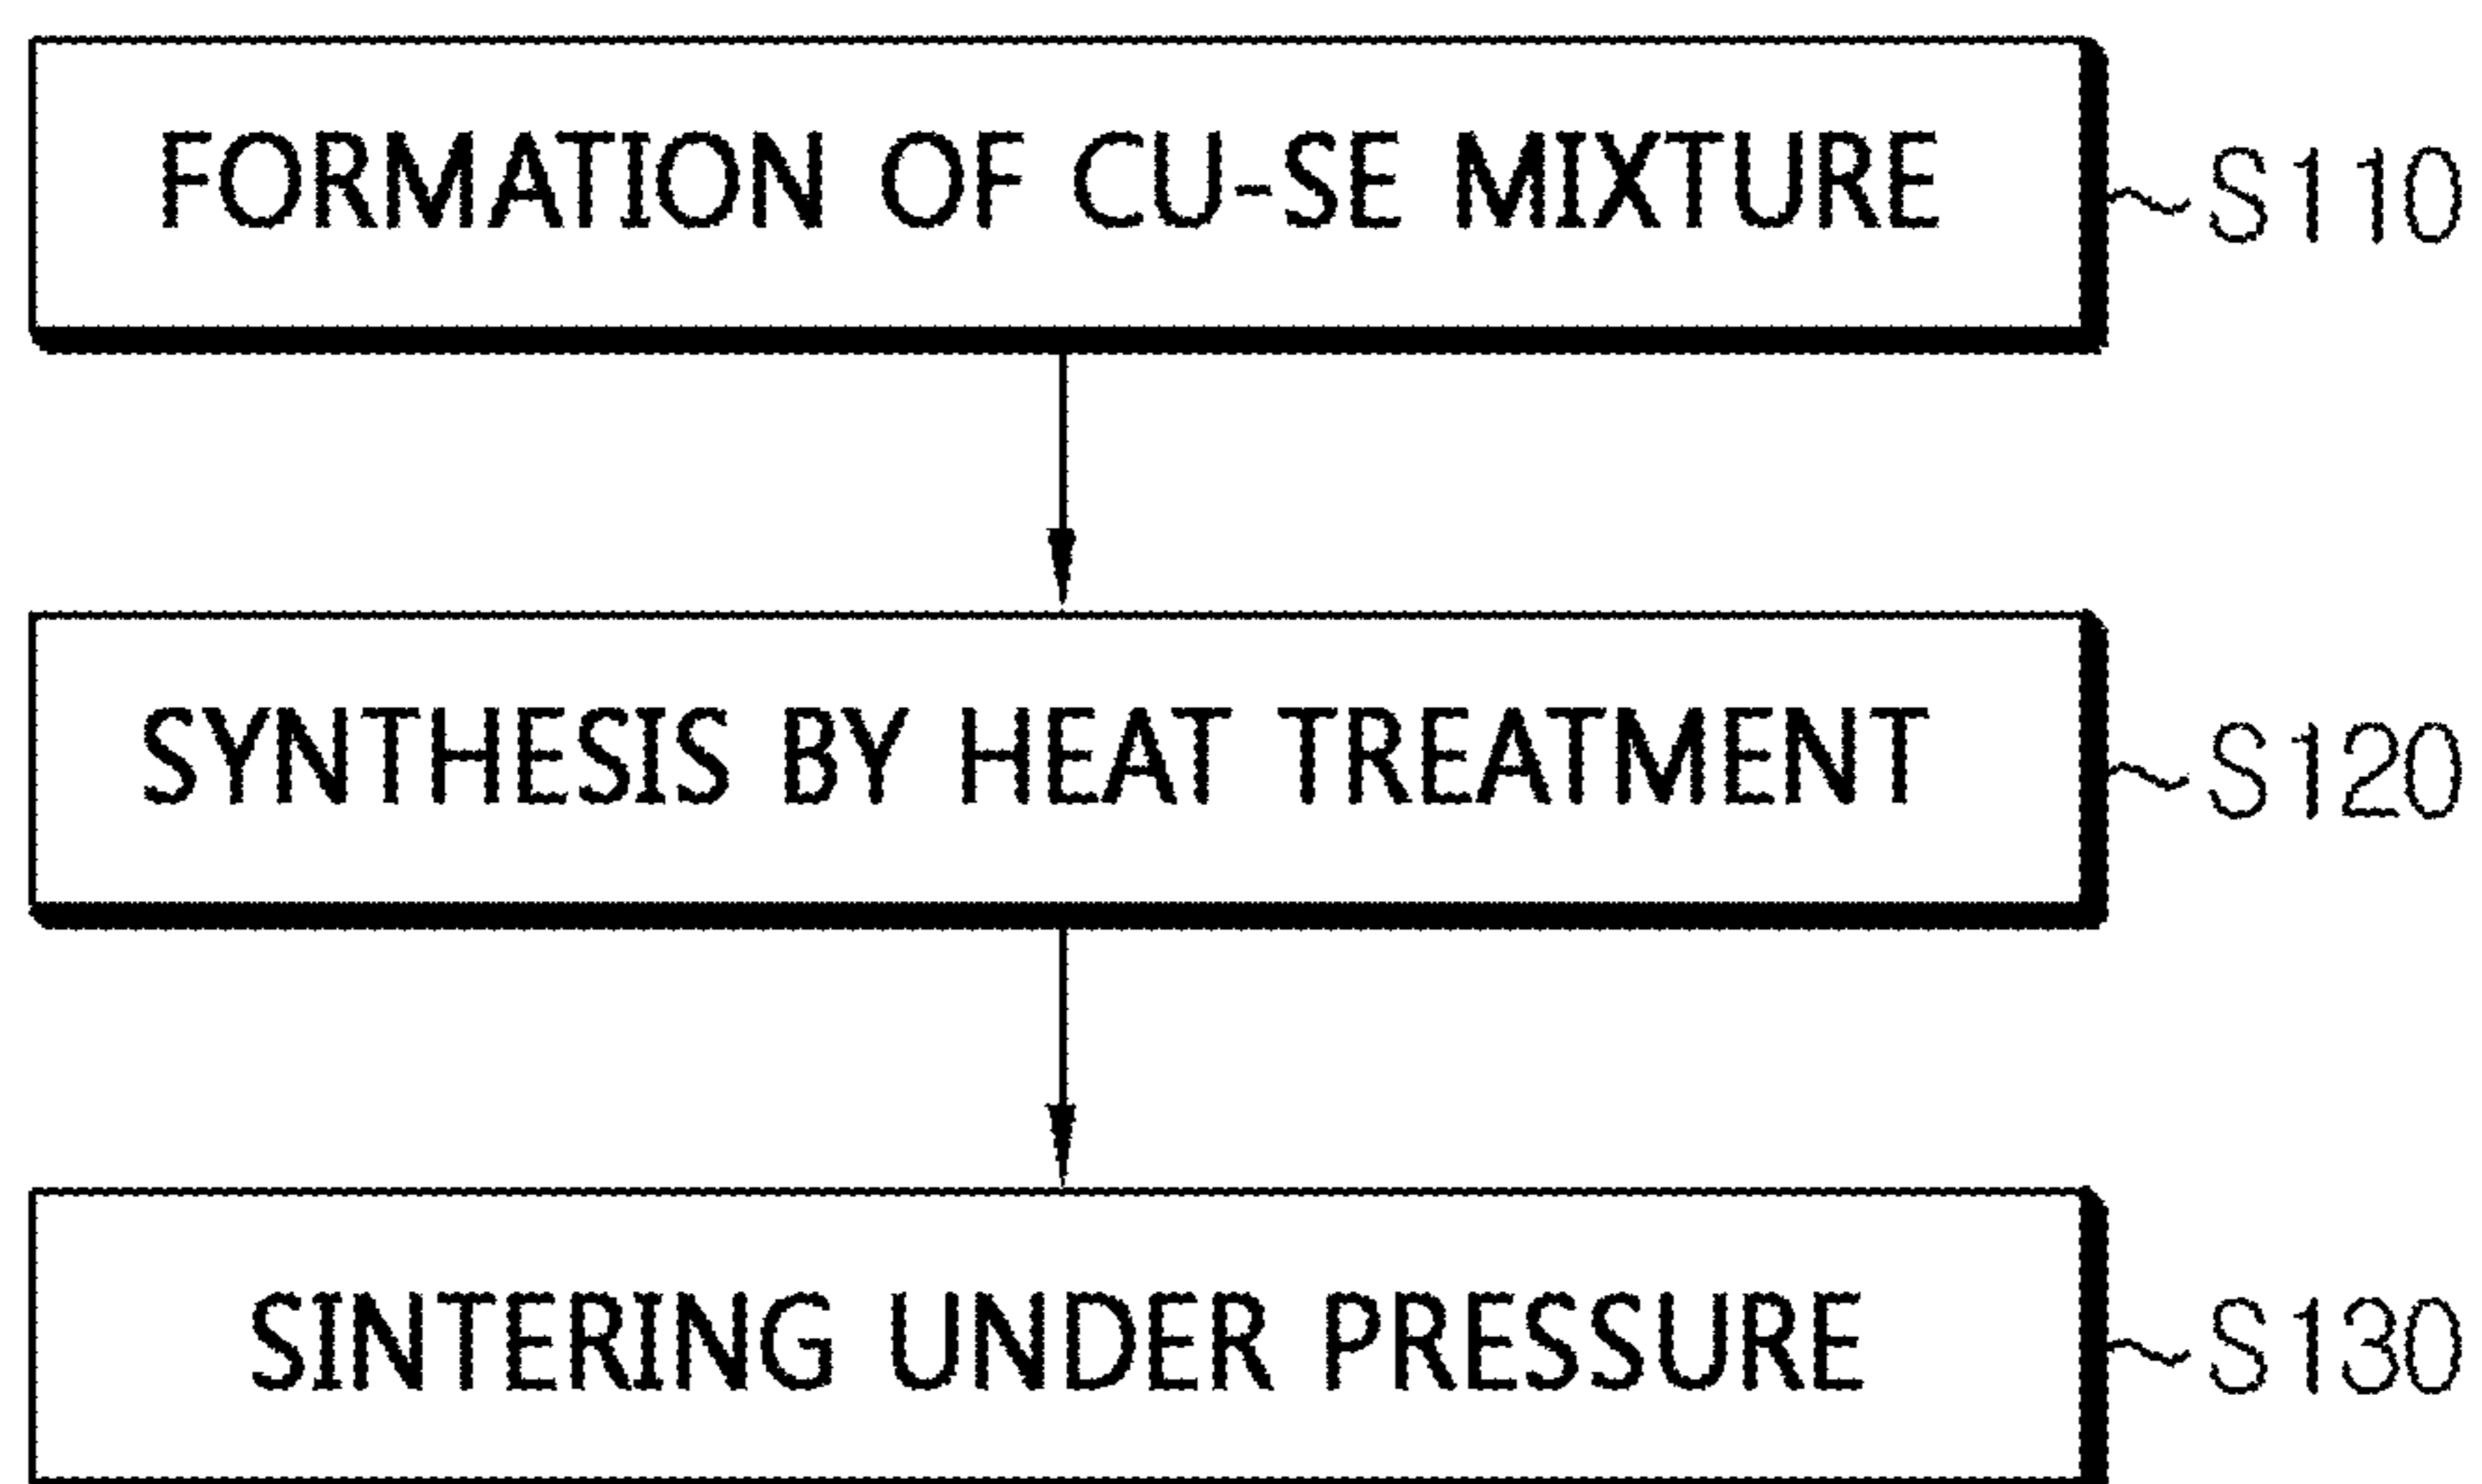 FORMATION OF CU-SE MIXTURE S110
SYNTHESIS BY HEAT TREATMENT S120
SINTERING UNDER PRESSURE S130